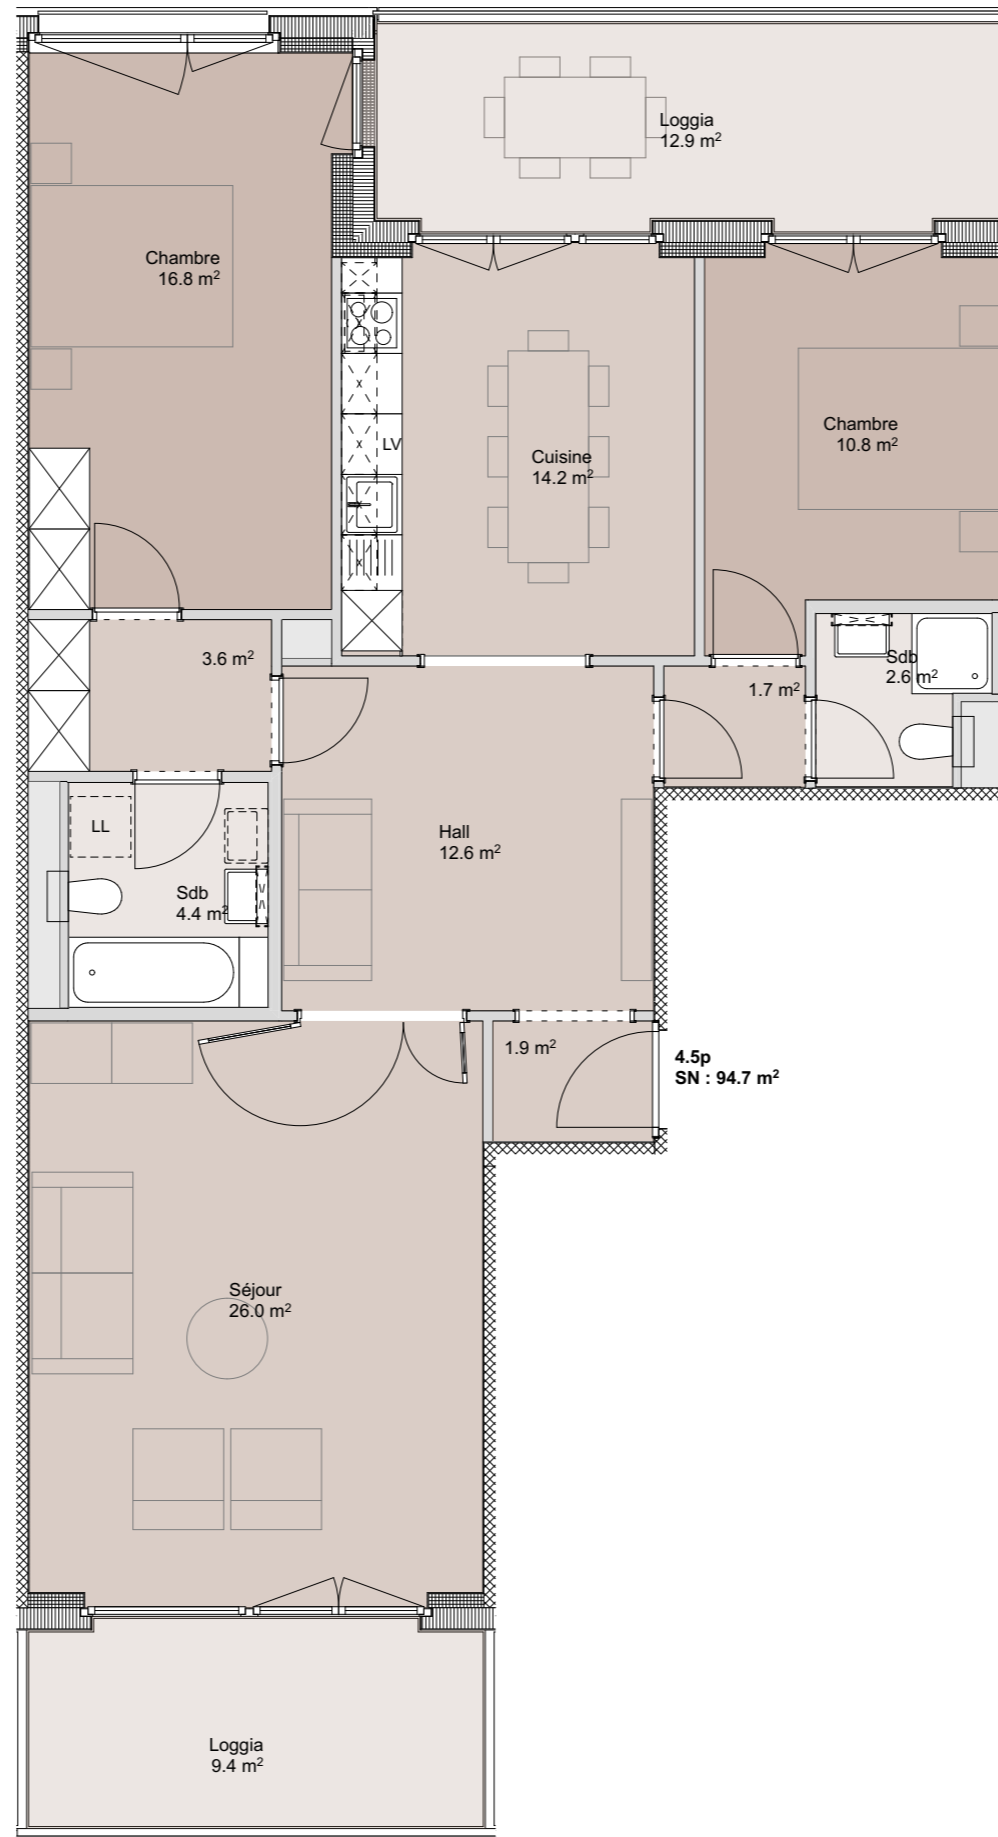 Loggia
12.9 m²
Chambre
16.8 m²
Chambre
10.8 m²
LV
Cuisine
14.2 m²
3.6 m²
Sdb
2.6 m²
1.7 m²
LL
Hall
12.6 m²
Sdb
4.4 m²
1.9 m²
4.5p
SN : 94.7 m²
Séjour
26.0 m²
Loggia
9.4 m²